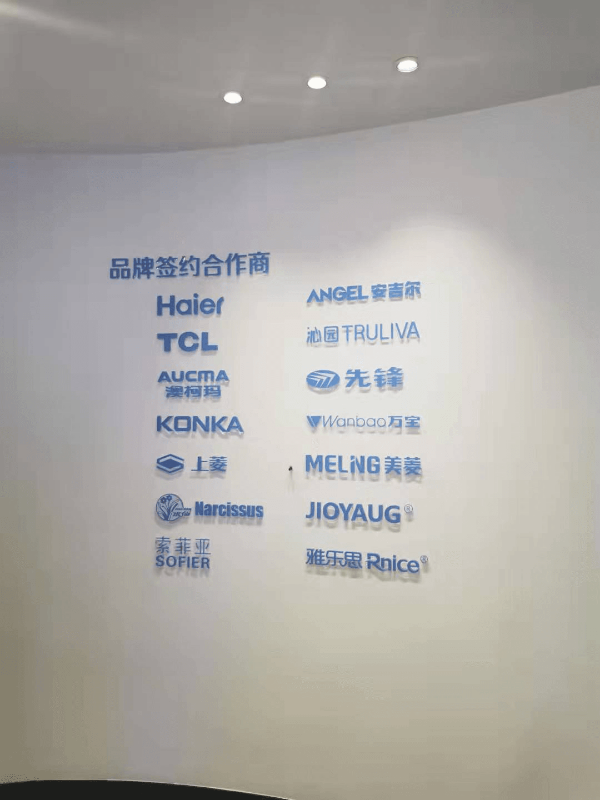 品牌签约合作商
Haier
TCL
AUCMA
澳柯玛
KONKA
上菱
Narcissus
索菲亚
SOFIER
ANGEL 安吉尔
沁园 TRULIVA
先锋
Wanbao 万宝
MELING 美菱
JIOYAUG®
雅乐思 Rnice®